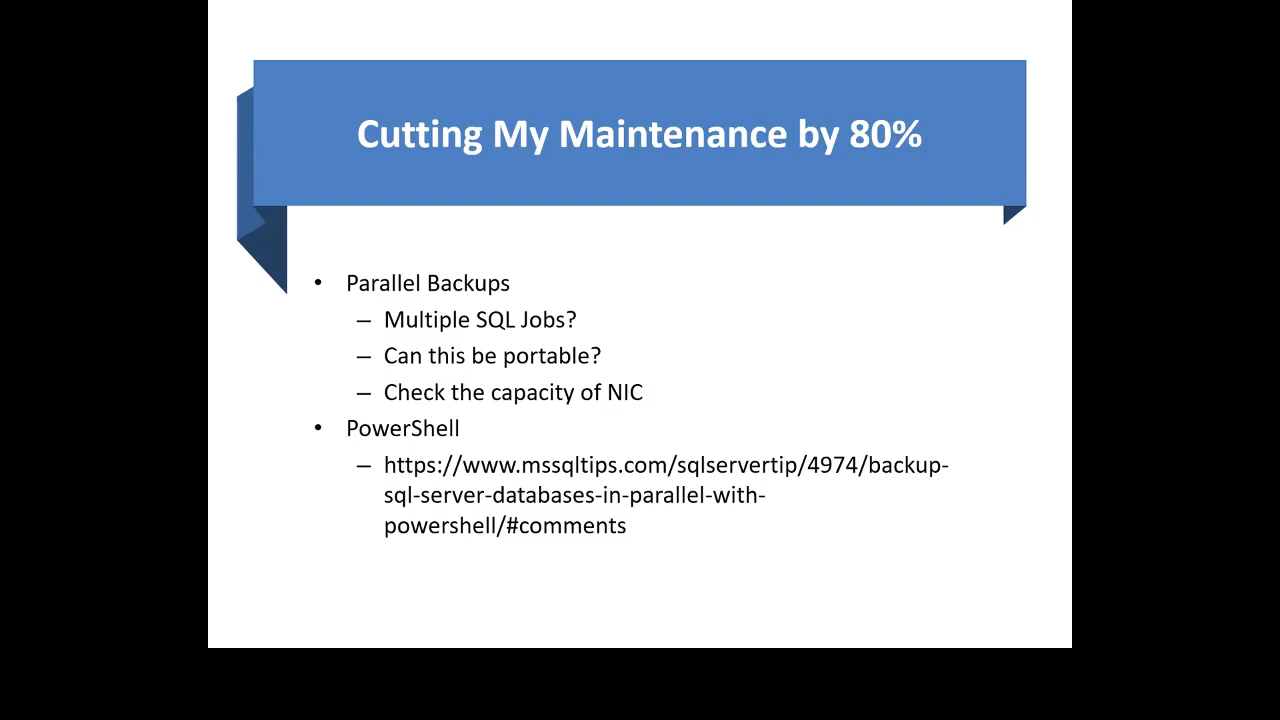 Cutting My Maintenance by 80%
• Parallel Backups
– Multiple SQL Jobs?
– Can this be portable?
– Check the capacity of NIC
• PowerShell
– https://www.mssqltips.com/sqlservertip/4974/backup-
sql-server-databases-in-parallel-with-
powershell/#comments